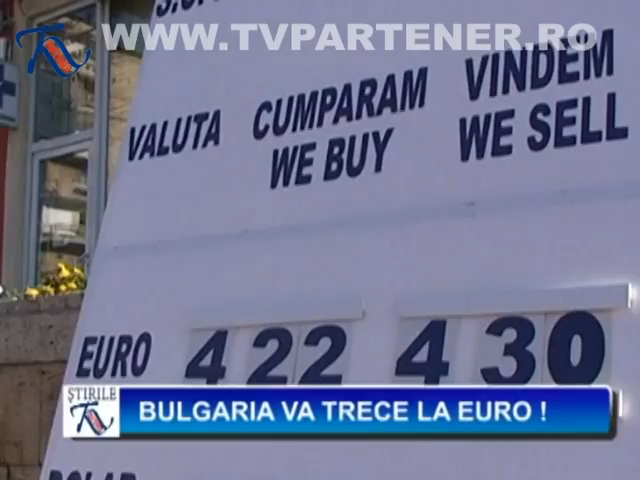 WWW.TVPARTENER.RO
VALUTA CUMPARAM VINDEM
WE BUY WE SELL
EURO 4 22 4 30
ȘTIRILE
BULGARIA VA TRECE LA EURO !